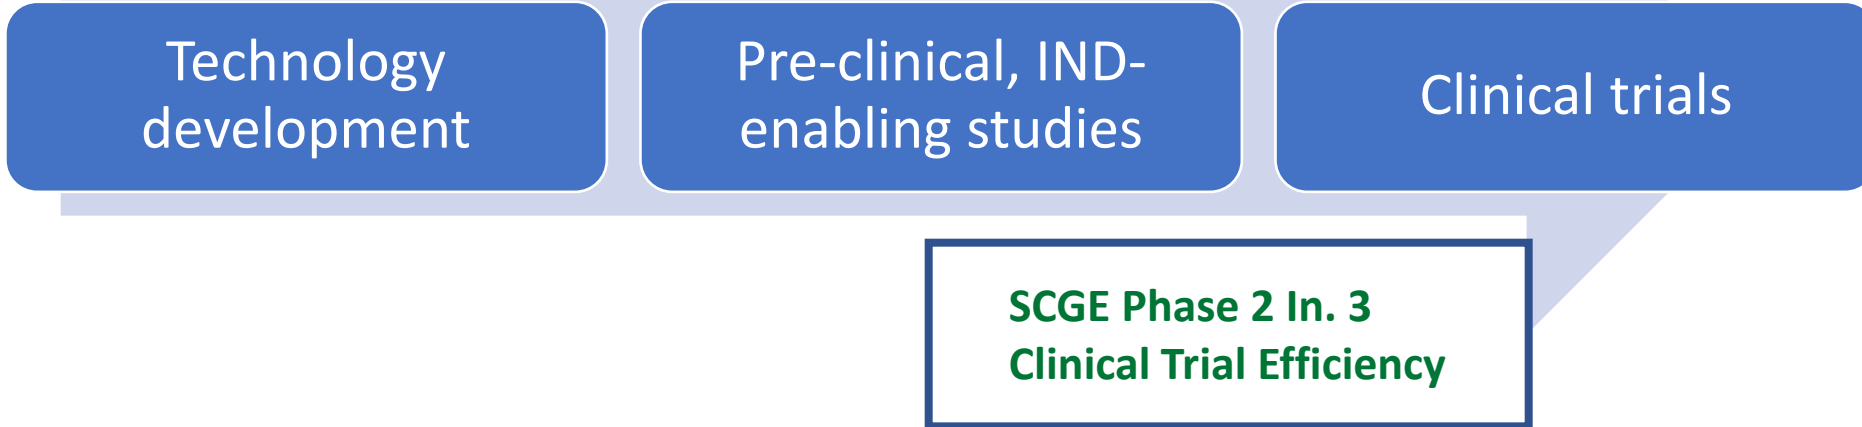 Technology
development
Pre-clinical, IND-
enabling studies
Clinical trials
SCGE Phase 2 In. 3
Clinical Trial Efficiency